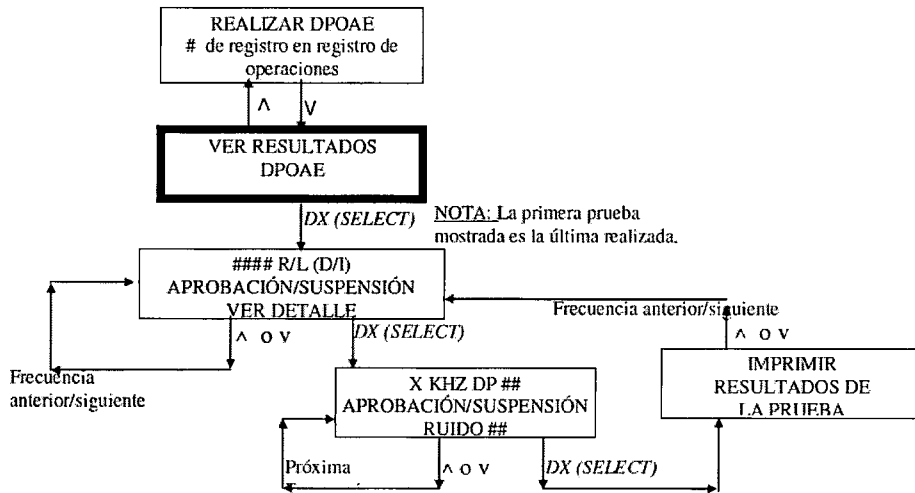 REALIZAR DPOAE
# de registro en registro de
operaciones
^ V
VER RESULTADOS
DPOAE
DX (SELECT)
NOTA: La primera prueba
mostrada es la última realizada.
#### R/L (D/I)
APROBACIÓN/SUSPENSIÓN
VER DETALLE
^ O V
DX (SELECT)
Frecuencia
anterior/siguiente
Frecuencia anterior/siguiente
^ O V
X KHZ DP ##
APROBACIÓN/SUSPENSIÓN
RUIDO ##
IMPRIMIR
RESULTADOS DE
LA PRUEBA
Próxima
^ O V
DX (SELECT)